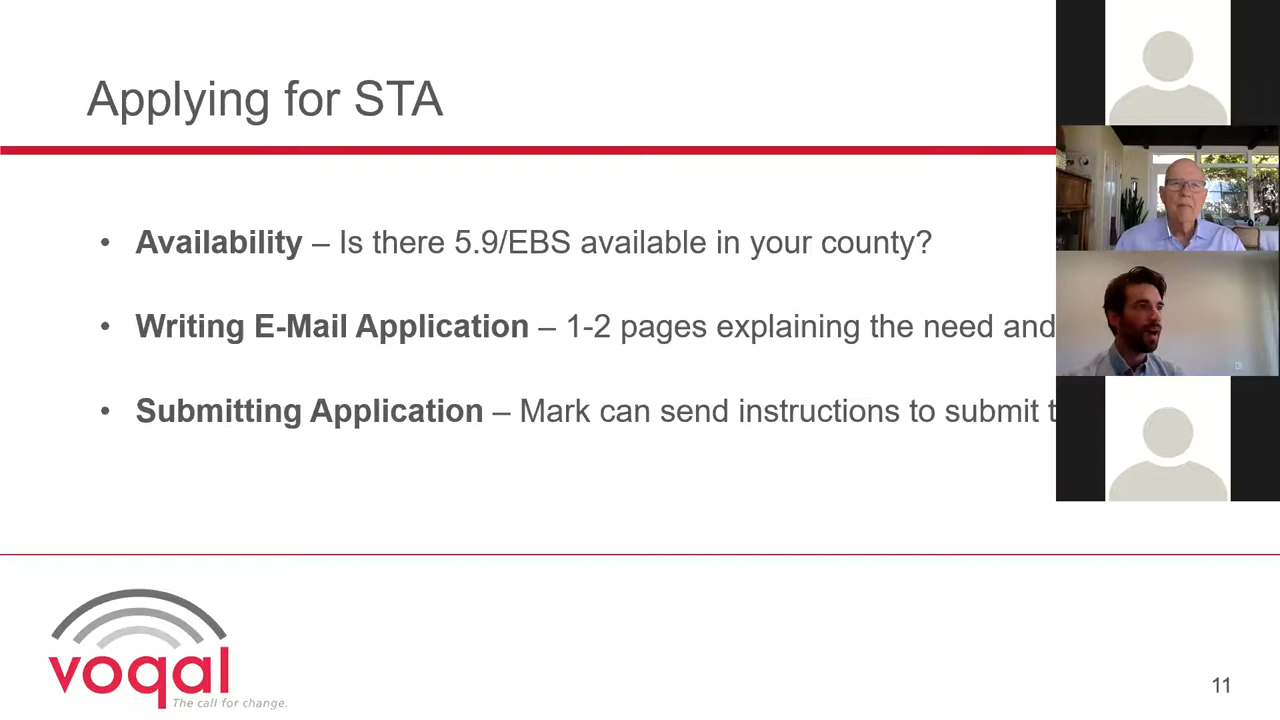 Applying for STA
• Availability – Is there 5.9/EBS available in your county?
• Writing E-Mail Application – 1-2 pages explaining the need and
• Submitting Application – Mark can send instructions to submit t
voqal
The call for change.
11